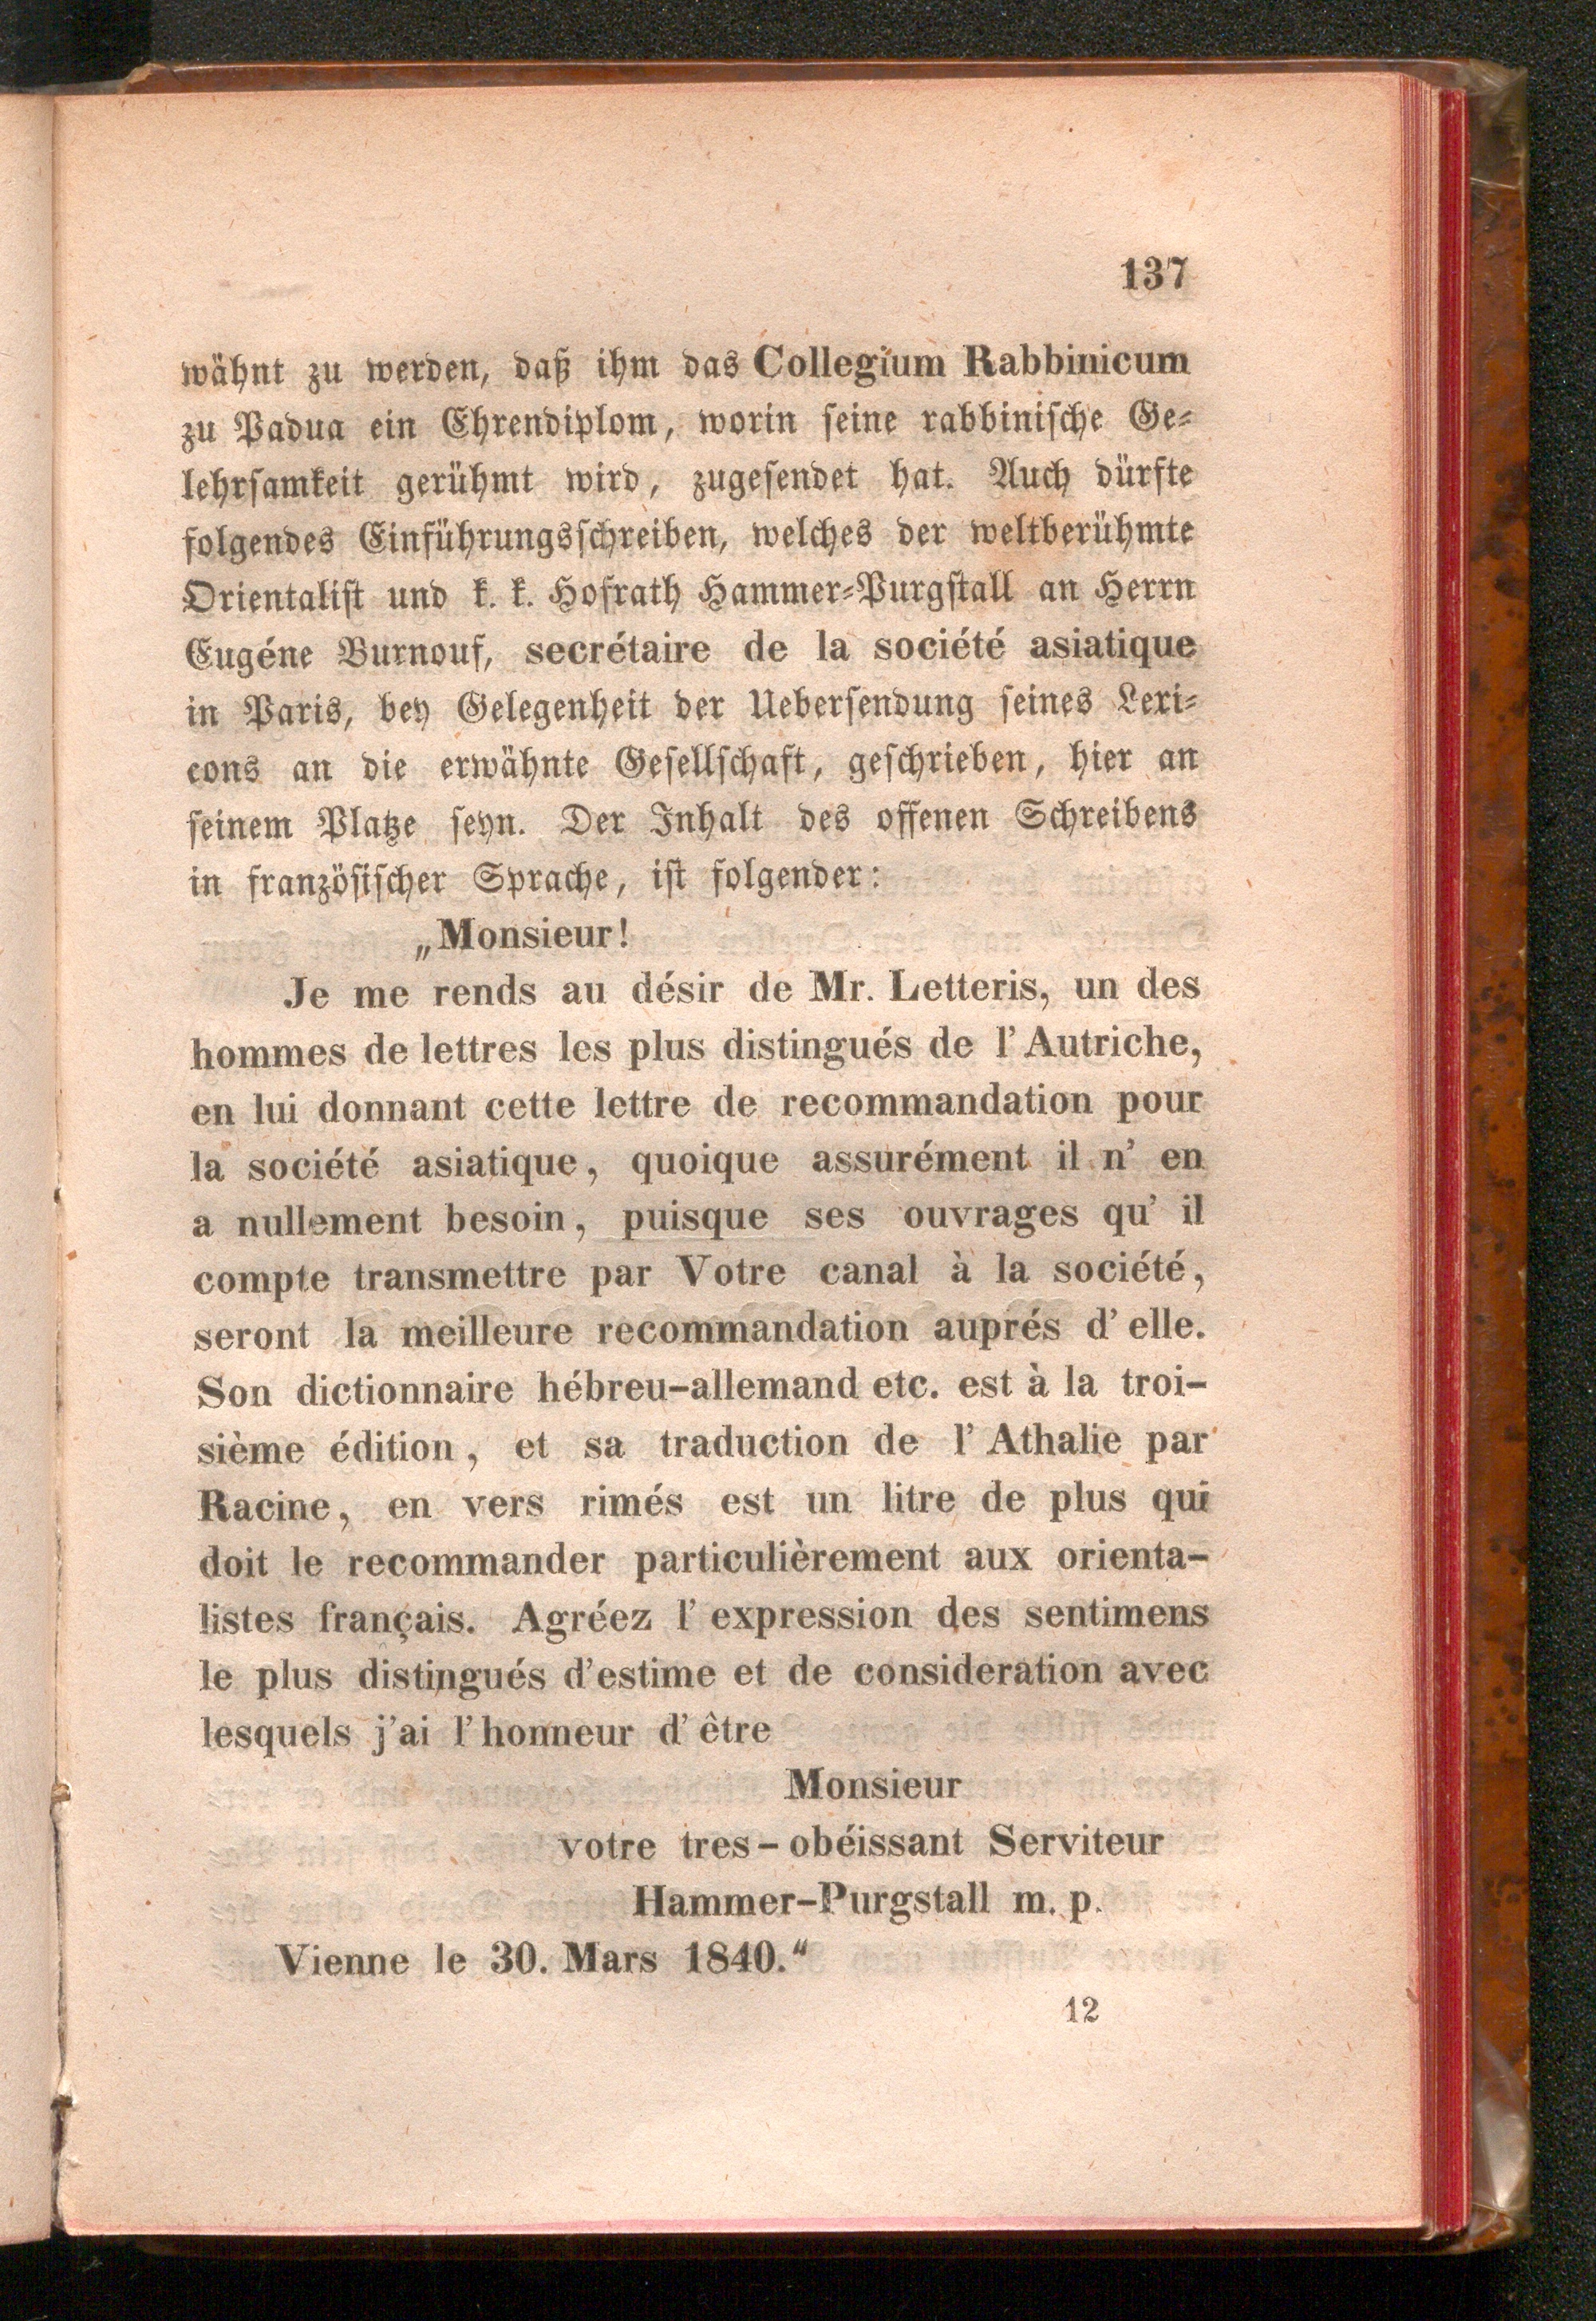 137
wähnt zu werden, daß ihm das Collegium Rabbinicum
zu Padua ein Ehrendiplom, worin seine rabbinische Ge-
lehrsamkeit gerühmt wird, zugesendet hat. Auch dürfte
folgendes Einführungsschreiben, welches der weltberühmte
Orientalist und k. k. Hofrath Hammer-Purgstall an Herrn
Eugéne Burnouf, secrétaire de la société asiatique
in Paris, bey Gelegenheit der Uebersendung seines Lexi-
cons an die erwähnte Gesellschaft, geschrieben, hier an
seinem Platze seyn. Der Inhalt des offenen Schreibens
in französischer Sprache, ist folgender:
„Monsieur!
Je me rends au désir de Mr. Letteris, un des
hommes de lettres les plus distingués de l' Autriche,
en lui donnant cette lettre de recommandation pour
la société asiatique, quoique assurément il n' en
a nullement besoin, puisque ses ouvrages qu' il
compte transmettre par Votre canal à la société,
seront la meilleure recommandation auprés d' elle.
Son dictionnaire hébreu-allemand etc. est à la troi-
sième édition, et sa traduction de l' Athalie par
Racine, en vers rimés est un litre de plus qui
doit le recommander particulièrement aux orienta-
listes français. Agréez l' expression des sentimens
le plus distingués d'estime et de consideration avec
lesquels j'ai l'honneur d' être
Monsieur
votre tres-obéissant Serviteur
Hammer-Purgstall m. p.
Vienne le 30. Mars 1840.“
12